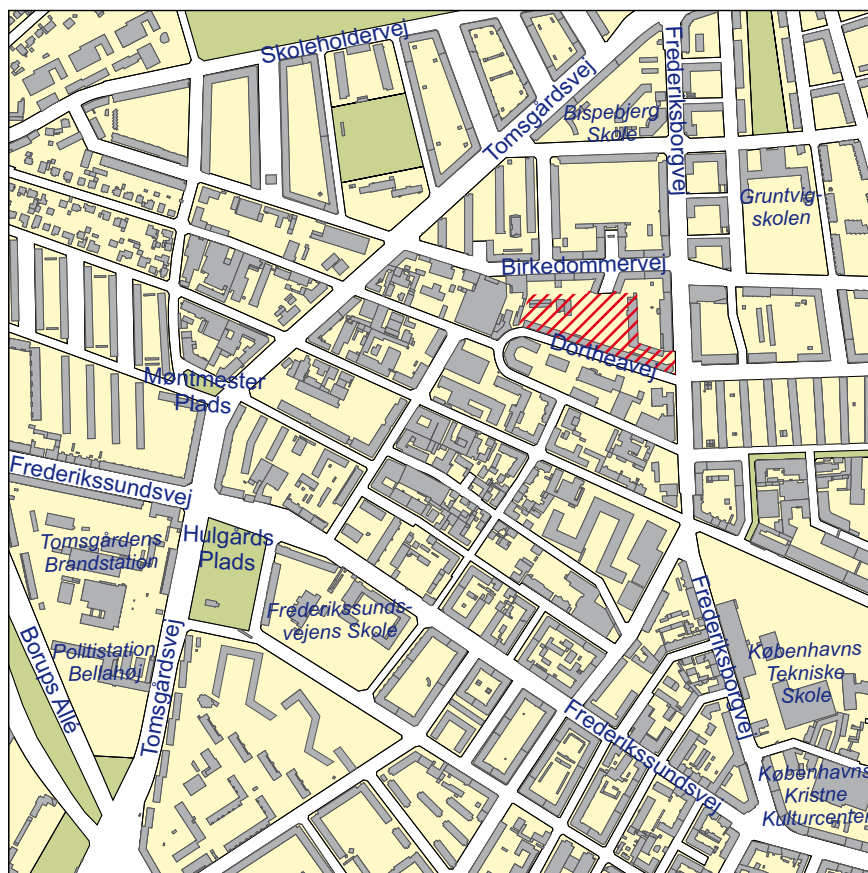 Skoleholdervej
Tomsgårdsvej
Frederiksborgvej
Bispebjerg
Skole
Gruntvig-
skolen
Birkedommervej
Dortheavej
Møntmester
Plads
Frederikssundsvej
Hulgårds
Plads
Tomsgårdens
Brandstation
Frederikssunds-
vejens Skole
Politistation
Bellahøj
Borups Allé
Tomsgårdsvej
Frederiksborgvej
Københavns
Tekniske
Skole
Frederikssundsvej
Københavns
Kristne
Kulturcenter